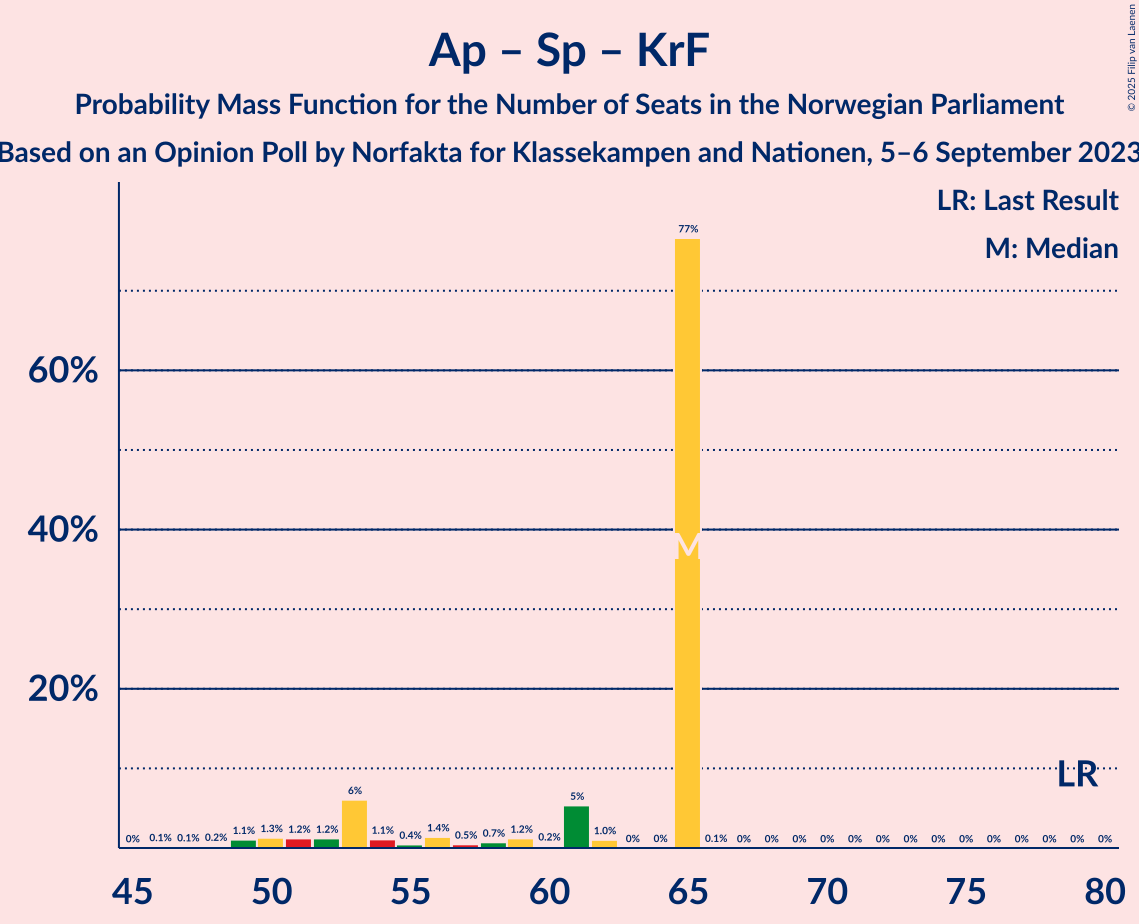 Ap – Sp – KrF
Probability Mass Function for the Number of Seats in the Norwegian Parliament
Based on an Opinion Poll by Norfakta for Klassekampen and Nationen, 5–6 September 2023
© 2025 Filip van Laenen
LR: Last Result
M: Median
77%
60%
40%
M
20%
LR
6%
5%
0% 0.1% 0.1% 0.2% 1.1% 1.3% 1.2% 1.2% 1.1% 0.4% 1.4% 0.5% 0.7% 1.2% 0.2% 1.0% 0% 0% 0.1% 0% 0% 0% 0% 0% 0% 0% 0% 0% 0% 0% 0% 0% 0%
45 50 55 60 65 70 75 80